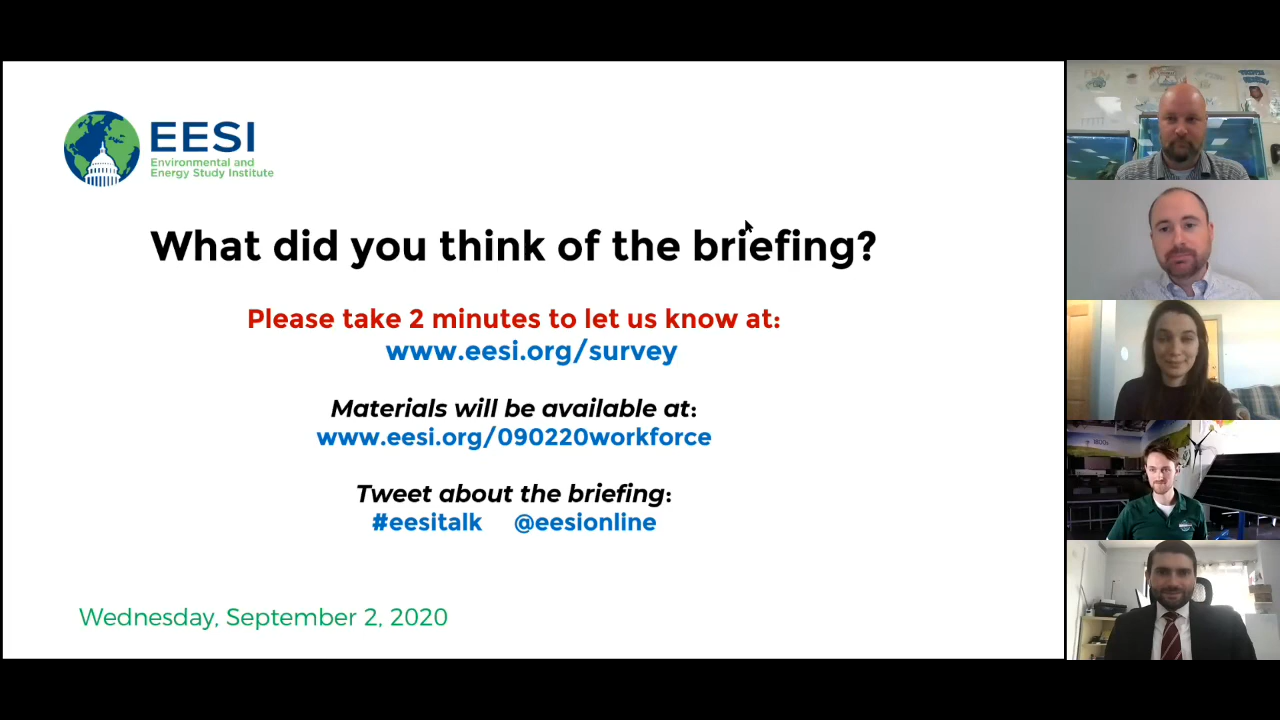 EESI
Environmental and
Energy Study Institute
What did you think of the briefing?
Please take 2 minutes to let us know at:
www.eesi.org/survey
Materials will be available at:
www.eesi.org/090220workforce
Tweet about the briefing:
#eesitalk @eesionline
Wednesday, September 2, 2020